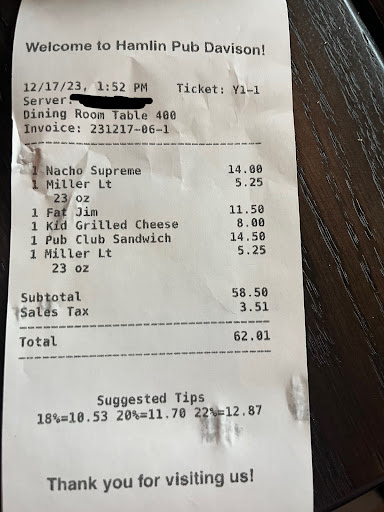 Welcome to Hamlin Pub Davison!
12/17/23, 1:52 PM Ticket: Y1-1
Server:
Dining Room Table 400
Invoice: 231217-06-1
1 Nacho Supreme 14.00
1 Miller Lt 5.25
23 oz
1 Fat Jim 11.50
1 Kid Grilled Cheese 8.00
1 Pub Club Sandwich 14.50
1 Miller Lt 5.25
23 oz
Subtotal 58.50
Sales Tax 3.51
Total 62.01
Suggested Tips
18%=10.53 20%=11.70 22%=12.87
Thank you for visiting us!